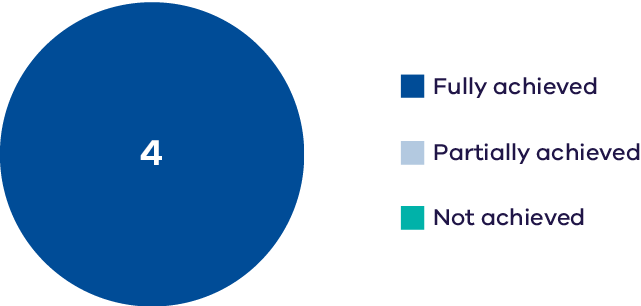 4
Fully achieved
Partially achieved
Not achieved